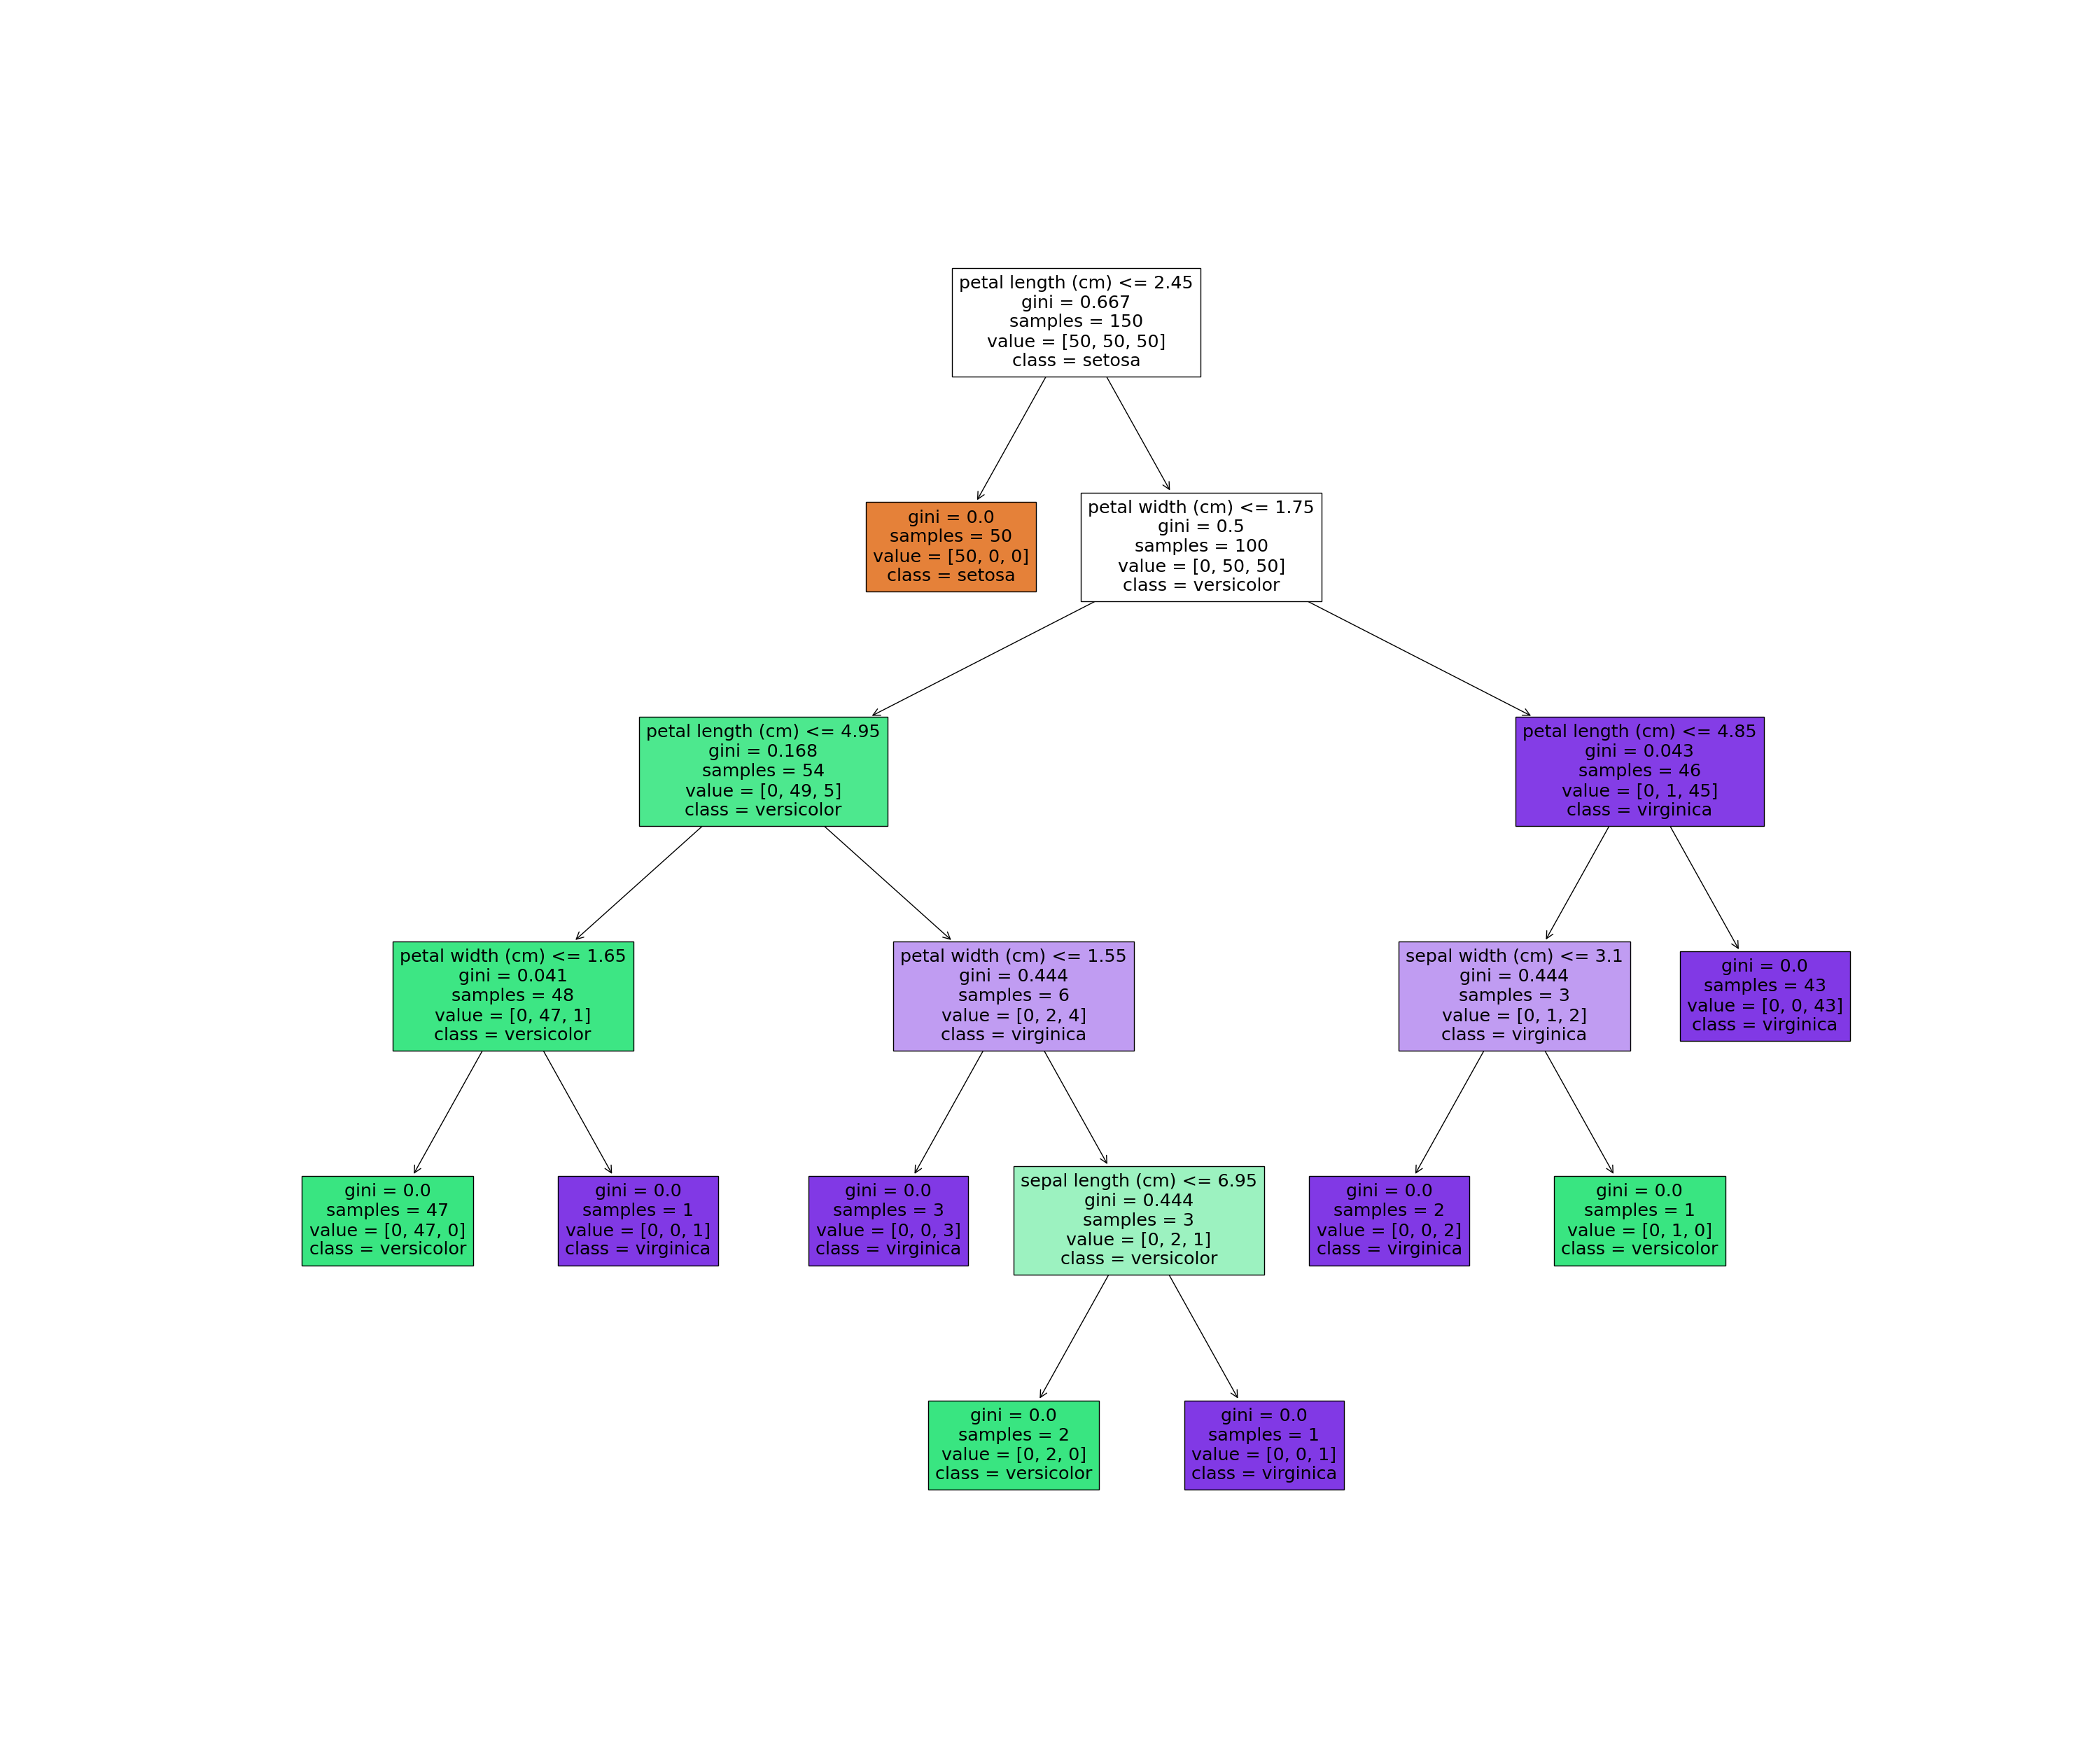 petal length (cm) <= 2.45
gini = 0.667
samples = 150
value = [50, 50, 50]
class = setosa
gini = 0.0
samples = 50
value = [50, 0, 0]
class = setosa
petal width (cm) <= 1.75
gini = 0.5
samples = 100
value = [0, 50, 50]
class = versicolor
petal length (cm) <= 4.95
gini = 0.168
samples = 54
value = [0, 49, 5]
class = versicolor
petal length (cm) <= 4.85
gini = 0.043
samples = 46
value = [0, 1, 45]
class = virginica
petal width (cm) <= 1.65
gini = 0.041
samples = 48
value = [0, 47, 1]
class = versicolor
petal width (cm) <= 1.55
gini = 0.444
samples = 6
value = [0, 2, 4]
class = virginica
sepal width (cm) <= 3.1
gini = 0.444
samples = 3
value = [0, 1, 2]
class = virginica
gini = 0.0
samples = 43
value = [0, 0, 43]
class = virginica
gini = 0.0
samples = 47
value = [0, 47, 0]
class = versicolor
gini = 0.0
samples = 1
value = [0, 0, 1]
class = virginica
gini = 0.0
samples = 3
value = [0, 0, 3]
class = virginica
sepal length (cm) <= 6.95
gini = 0.444
samples = 3
value = [0, 2, 1]
class = versicolor
gini = 0.0
samples = 2
value = [0, 0, 2]
class = virginica
gini = 0.0
samples = 1
value = [0, 1, 0]
class = versicolor
gini = 0.0
samples = 2
value = [0, 2, 0]
class = versicolor
gini = 0.0
samples = 1
value = [0, 0, 1]
class = virginica